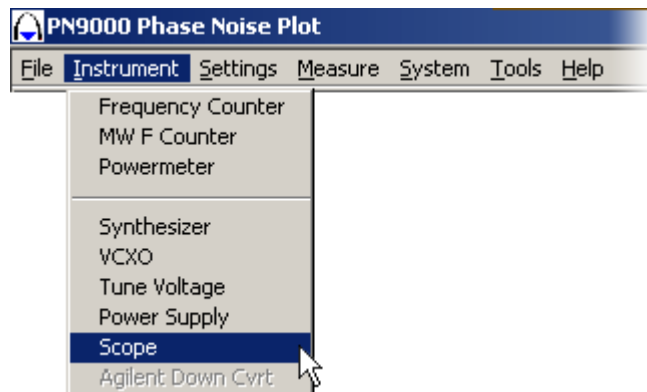 PN9000 Phase Noise Plot
File Instrument Settings Measure System Tools Help
Frequency Counter
MW F Counter
Powermeter
Synthesizer
VCXO
Tune Voltage
Power Supply
Scope
Agilent Down Cvrt